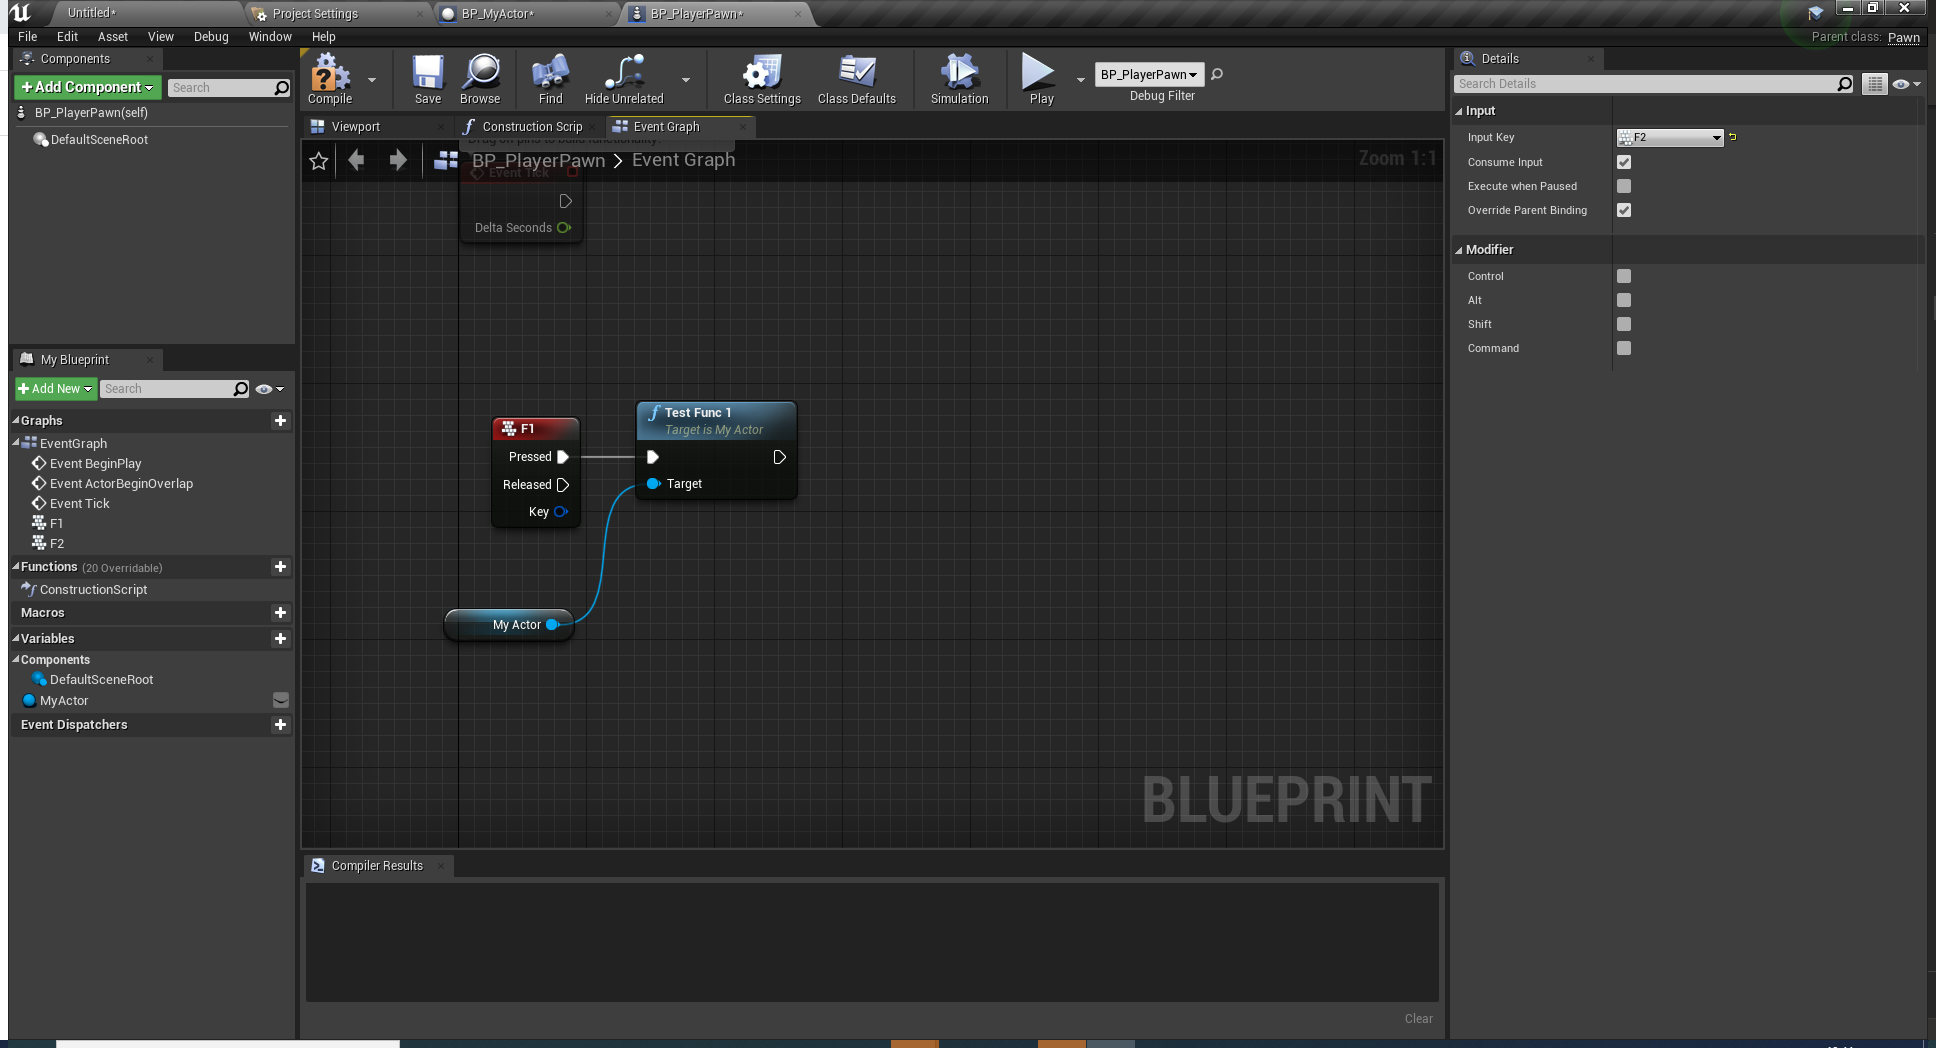 Untitled*
Project Settings
BP_MyActor*
BP_PlayerPawn*
File Edit Asset View Debug Window Help
Parent class: Pawn
Components
Add Component
Search
BP_PlayerPawn(self)
DefaultSceneRoot
Compile
Save
Browse
Find
Hide Unrelated
Class Settings
Class Defaults
Simulation
Play
BP_PlayerPawn
Debug Filter
Viewport
Construction Scrip
Event Graph
Drag on pins to build functionality.
BP_PlayerPawn > Event Graph
Zoom 1:1
Event Tick
Delta Seconds
F1
Pressed
Released
Key
Test Func 1
Target is My Actor
Target
My Actor
BLUEPRINT
My Blueprint
Add New
Search
Graphs
EventGraph
Event BeginPlay
Event ActorBeginOverlap
Event Tick
F1
F2
Functions (20 Overridable)
ConstructionScript
Macros
Variables
Components
DefaultSceneRoot
MyActor
Event Dispatchers
Compiler Results
Clear
Details
Search Details
Input
Input Key F2
Consume Input
Execute when Paused
Override Parent Binding
Modifier
Control
Alt
Shift
Command